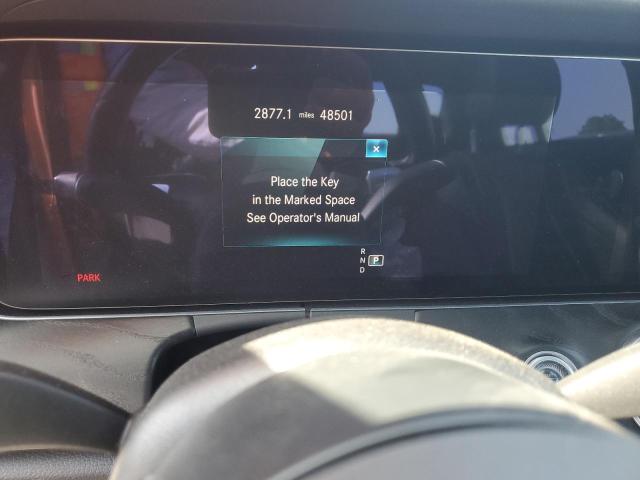 2877.1 miles 48501
×
Place the Key
in the Marked Space
See Operator's Manual
R
N P
D
PARK